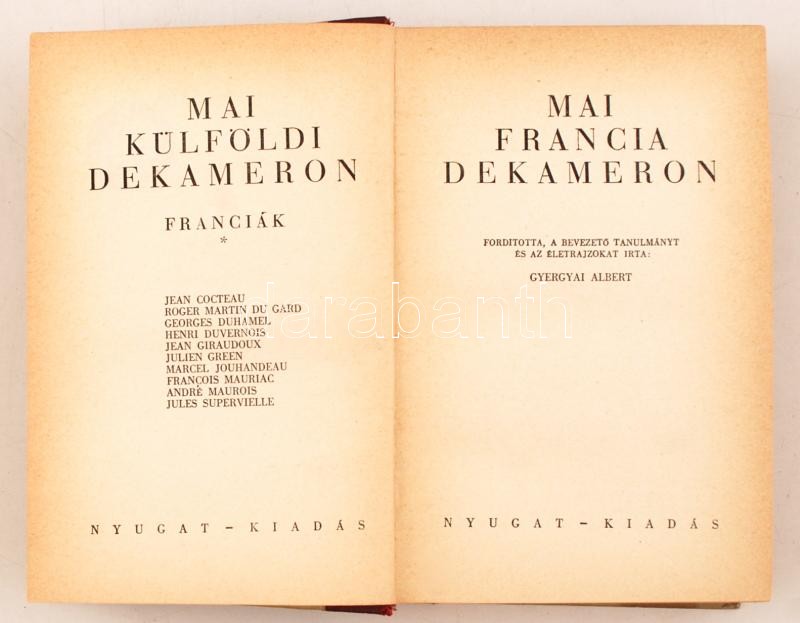 MAI
KÜLFÖLDI
DEKAMERON
FRANCIÁK
*
JEAN COCTEAU
ROGER MARTIN DU GARD
GEORGES DUHAMEL
HENRI DUVERNOIS
JEAN GIRAUDOUX
JULIEN GREEN
MARCEL JOUHANDEAU
FRANÇOIS MAURIAC
ANDRÉ MAUROIS
JULES SUPERVIELLE
NYUGAT – KIADÁS
MAI
FRANCIA
DEKAMERON
FORDITOTTA, A BEVEZETŐ TANULMÁNYT
ÉS AZ ÉLETRAJZOKAT IRTA:
GYERGYAI ALBERT
NYUGAT – KIADÁS
darabanth